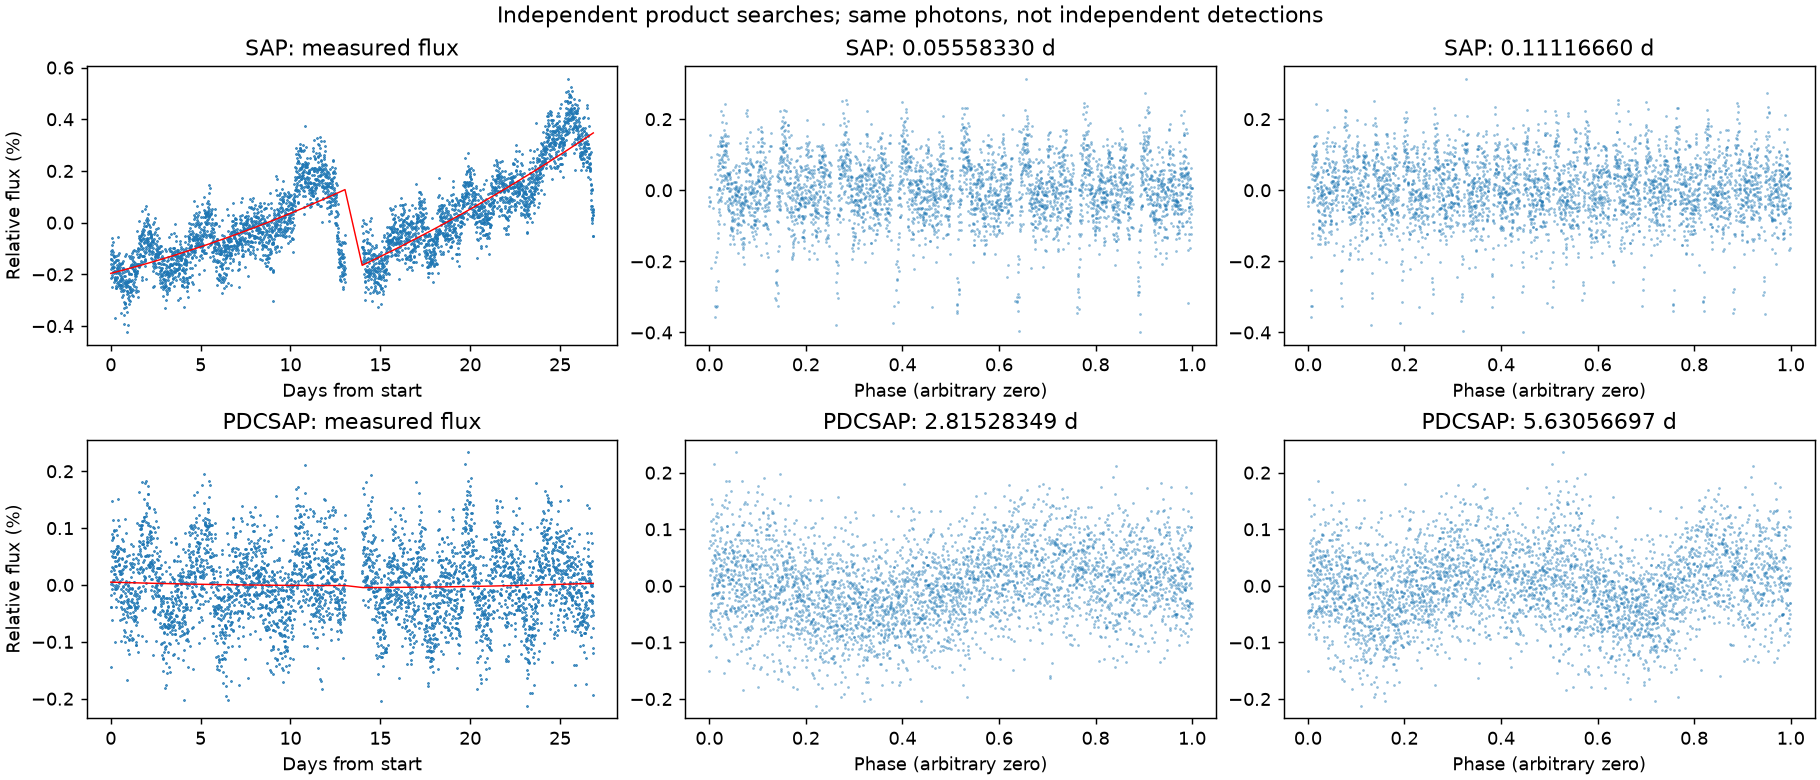 Independent product searches; same photons, not independent detections
SAP: measured flux
Relative flux (%)
0.6
0.4
0.2
0.0
−0.2
−0.4
0 5 10 15 20 25
Days from start
SAP: 0.05558330 d
0.2
0.0
−0.2
−0.4
0.0 0.2 0.4 0.6 0.8 1.0
Phase (arbitrary zero)
SAP: 0.11116660 d
0.2
0.0
−0.2
−0.4
0.0 0.2 0.4 0.6 0.8 1.0
Phase (arbitrary zero)
PDCSAP: measured flux
Relative flux (%)
0.2
0.1
0.0
−0.1
−0.2
0 5 10 15 20 25
Days from start
PDCSAP: 2.81528349 d
0.2
0.1
0.0
−0.1
−0.2
0.0 0.2 0.4 0.6 0.8 1.0
Phase (arbitrary zero)
PDCSAP: 5.63056697 d
0.2
0.1
0.0
−0.1
−0.2
0.0 0.2 0.4 0.6 0.8 1.0
Phase (arbitrary zero)